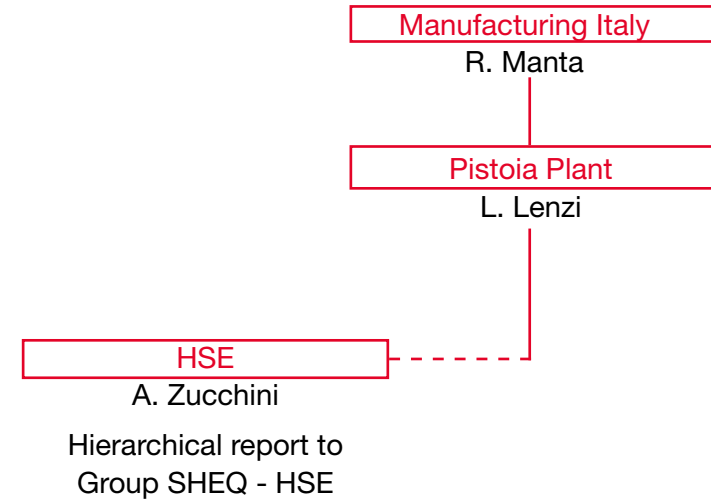 Manufacturing Italy
R. Manta
Pistoia Plant
L. Lenzi
HSE
A. Zucchini
Hierarchical report to
Group SHEQ - HSE